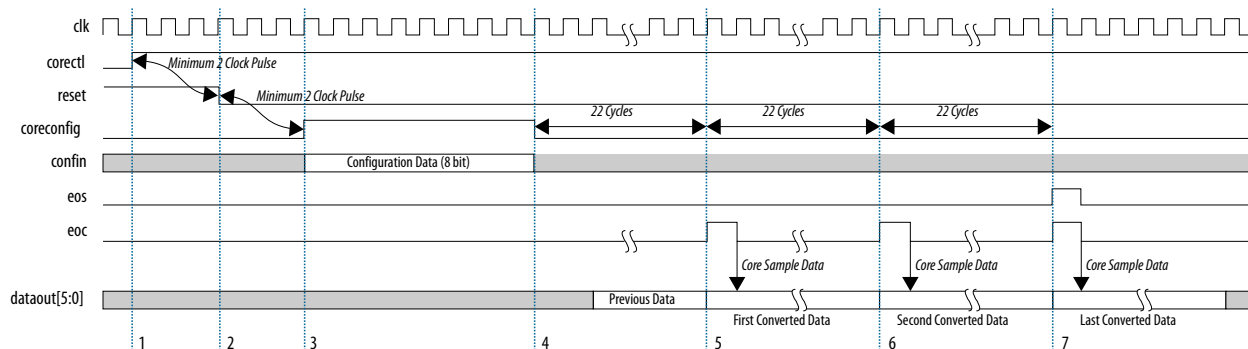 clk
corectl
Minimum 2 Clock Pulse
reset
Minimum 2 Clock Pulse
coreconfig
22 Cycles 22 Cycles 22 Cycles
confin
Configuration Data (8 bit)
eos
eoc
Core Sample Data Core Sample Data Core Sample Data
dataout[5:0]
Previous Data
First Converted Data Second Converted Data Last Converted Data
1 2 3 4 5 6 7